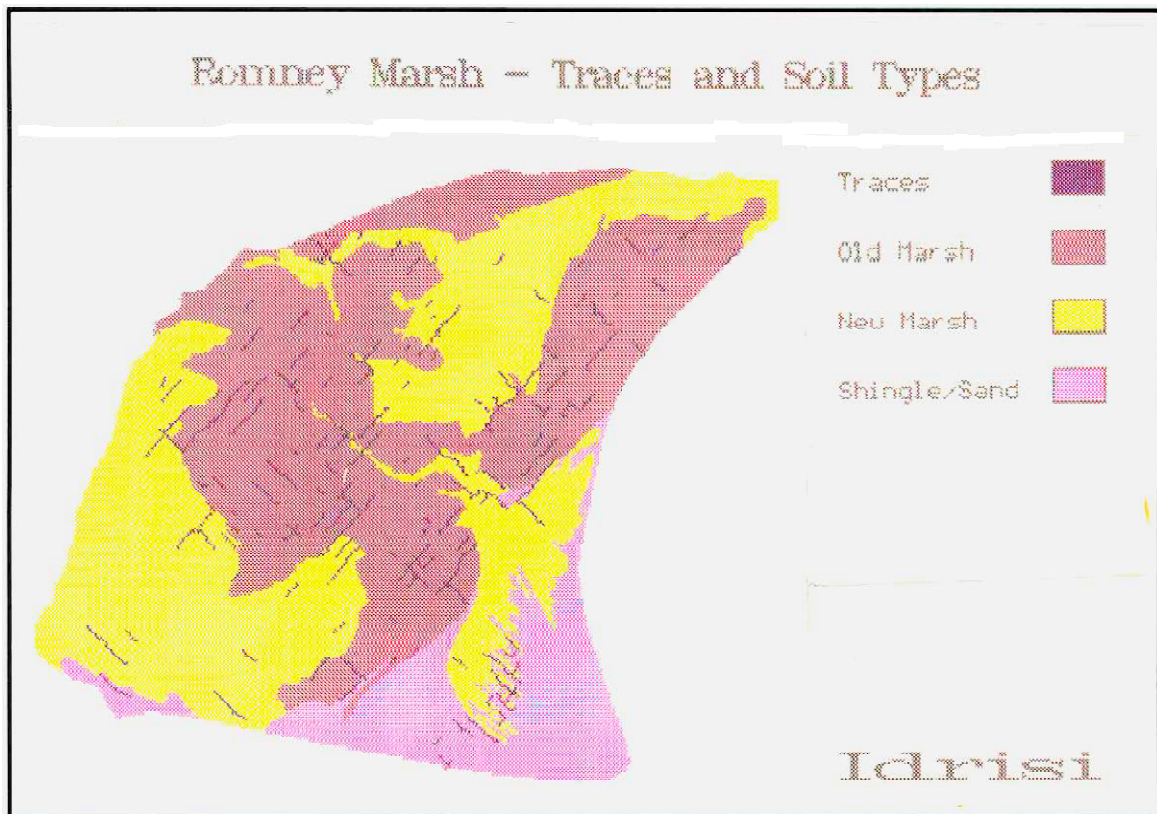 Romney Marsh - Traces and Soil Types
Traces
Old Marsh
New Marsh
Shingle/Sand
Idrisi